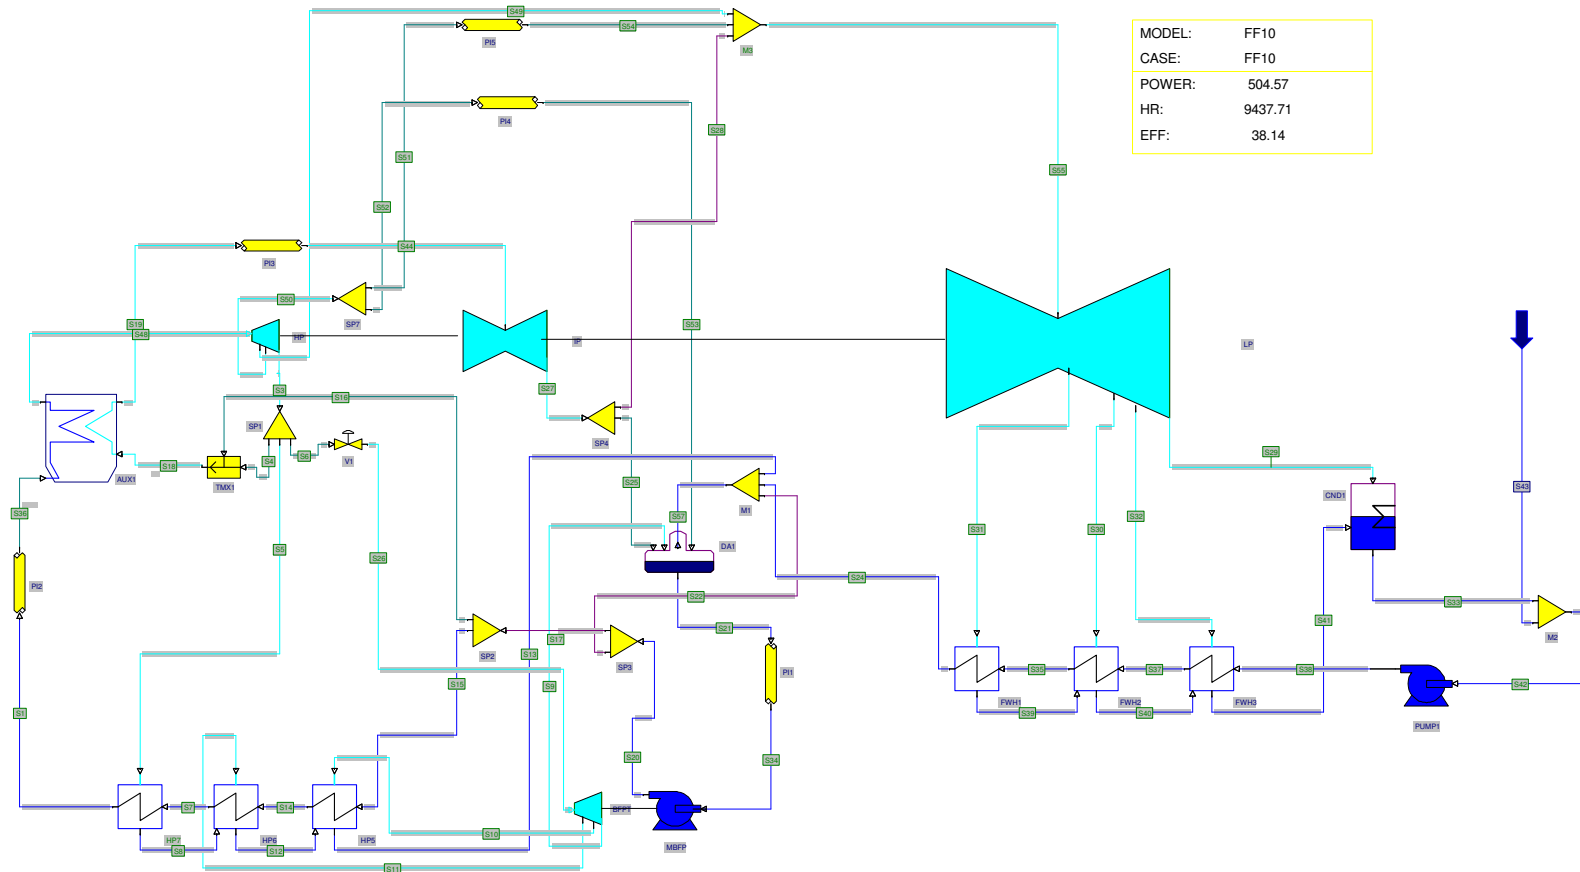 S49
PI5
S54
M3
MODEL: FF10
CASE: FF10
POWER: 504.57
HR: 9437.71
EFF: 38.14
PI4
S28
S51
S55
S52
S44
PI3
S50
SP7
S19
S48
HP
S53
IP
LP
S3
S27
S16
SP1
SP4
S43
S6
V1
S4
S18
TMX1
AUX1
S29
CND1
S25
M1
S36
S57
S31
S30
S32
DA1
S5
S26
PI2
S24
S22
S33
S41
M2
S21
S17
S13
SP2
SP3
S9
S15
PI1
S35
S37
S38
S42
FWH1
FWH2
FWH3
S39
S40
PUMP1
S1
S20
S34
S7
S14
BFPT
HP7
HP6
HP5
S10
S8
S12
MBFP
S11